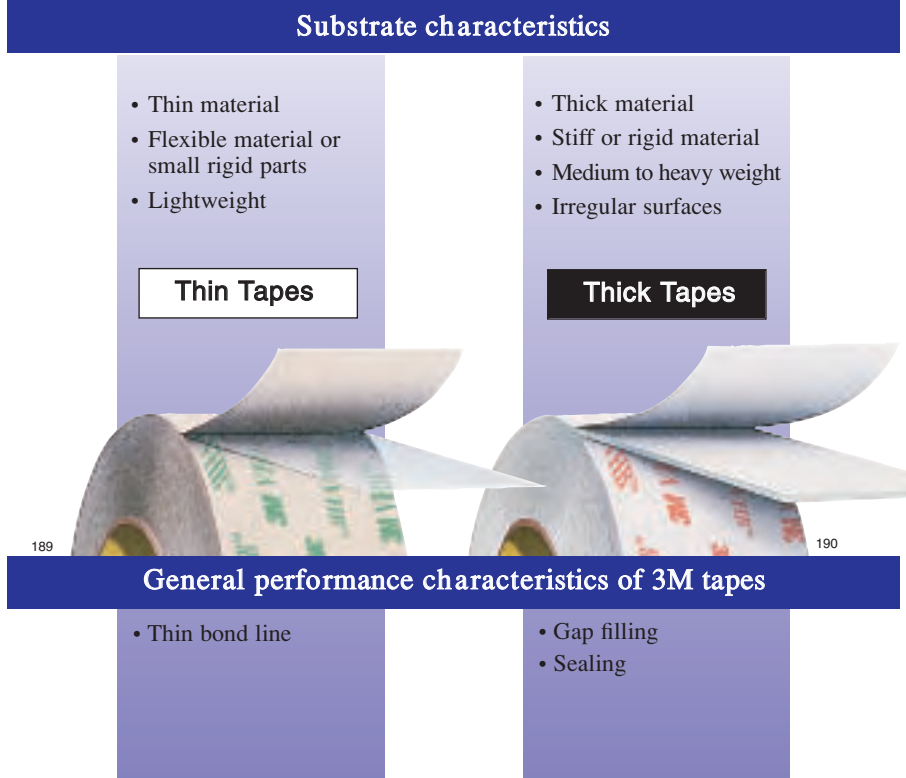 Substrate characteristics
• Thin material
• Flexible material or
small rigid parts
• Lightweight
Thin Tapes
• Thick material
• Stiff or rigid material
• Medium to heavy weight
• Irregular surfaces
Thick Tapes
189
190
General performance characteristics of 3M tapes
• Thin bond line
• Gap filling
• Sealing